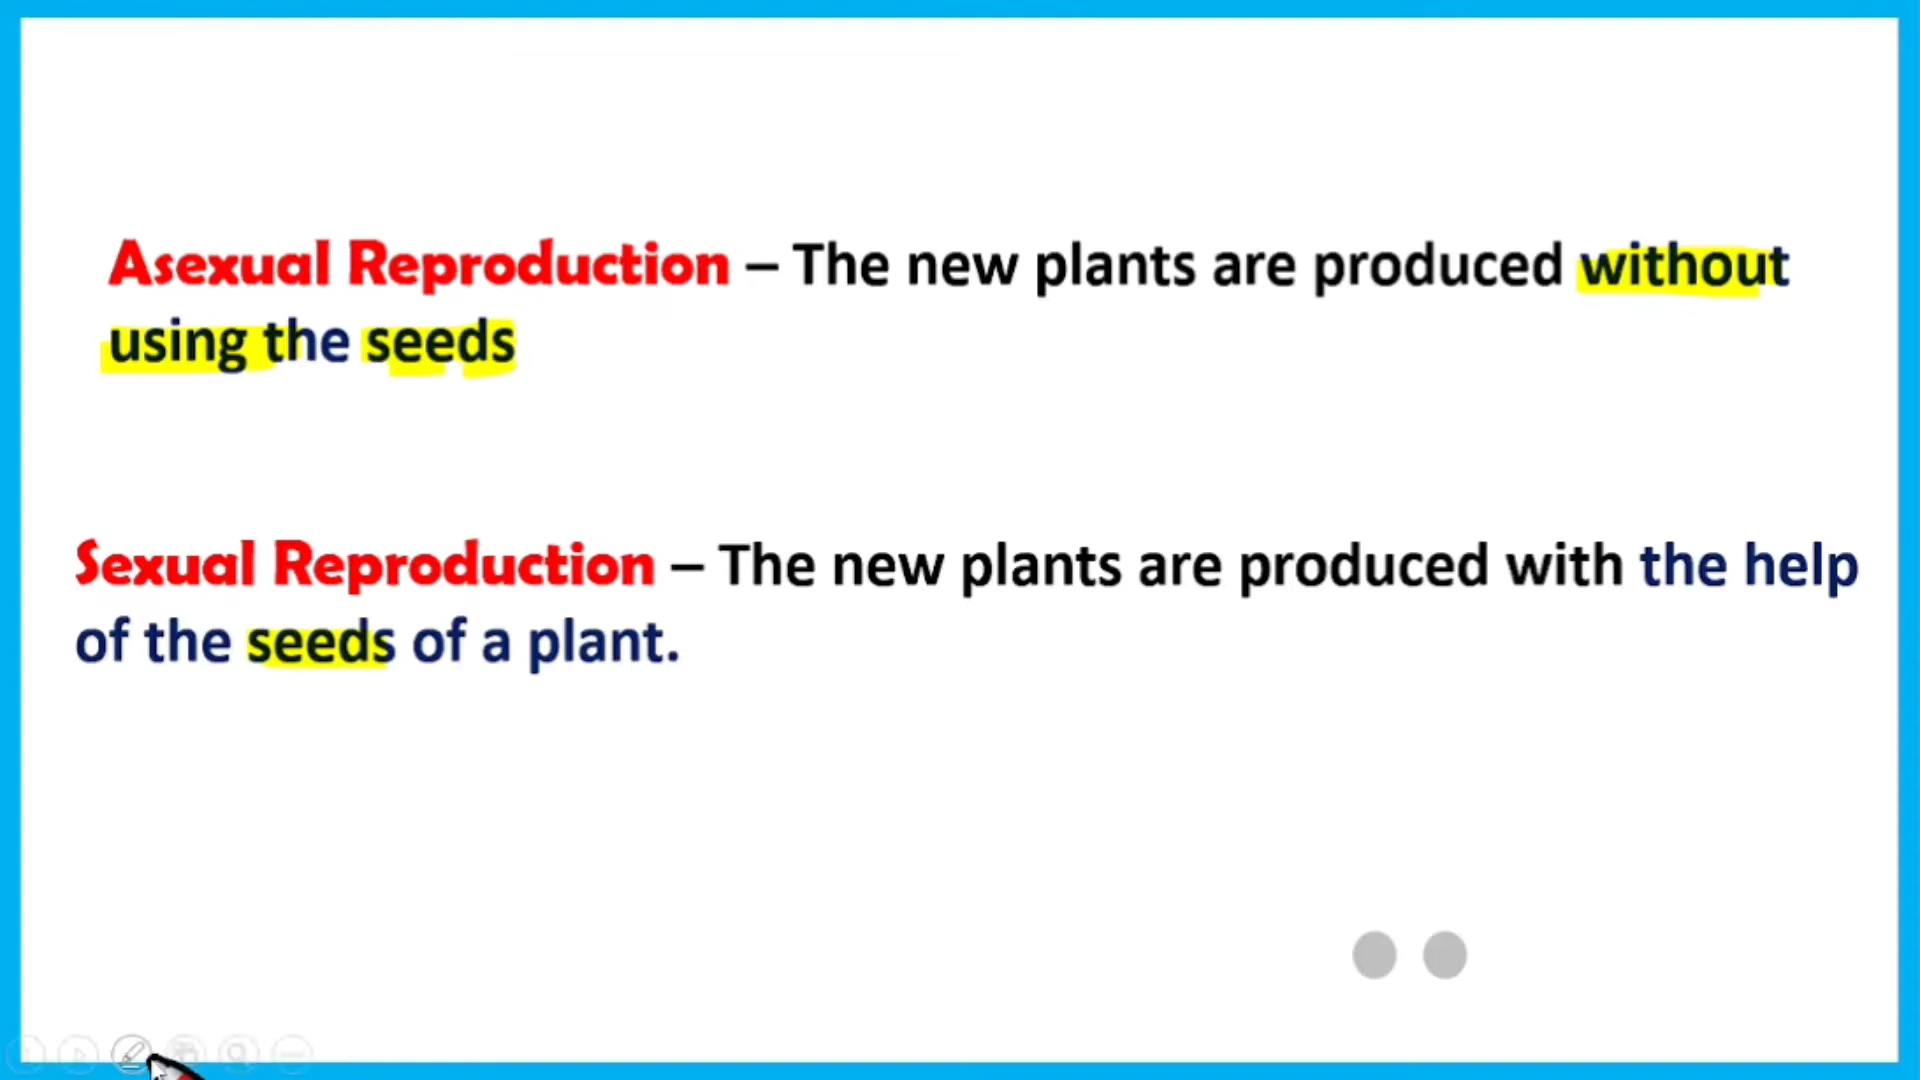 Asexual Reproduction – The new plants are produced without
using the seeds
Sexual Reproduction – The new plants are produced with the help
of the seeds of a plant.